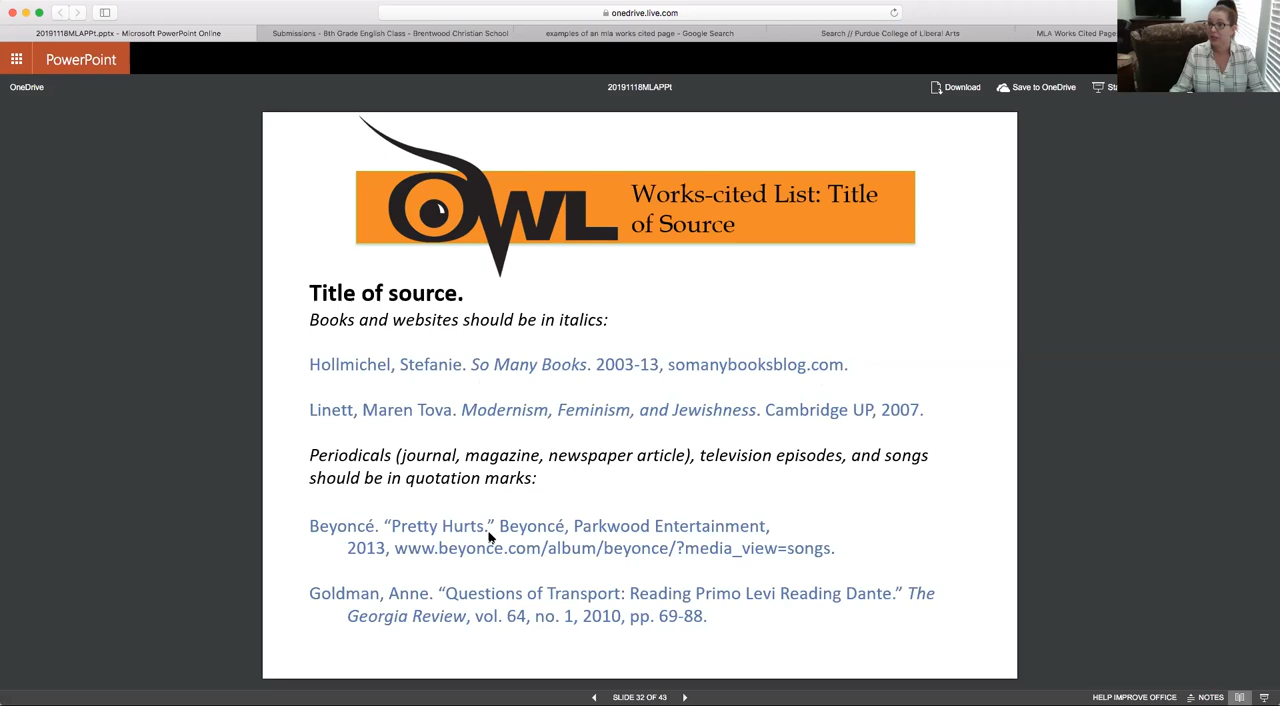 onedrive.live.com
20191118MLAPPt.pptx - Microsoft PowerPoint Online
Submissions - 8th Grade English Class - Brentwood Christian School
examples of an mla works cited page - Google Search
Search // Purdue College of Liberal Arts
MLA Works Cited Page
PowerPoint
OneDrive
20191118MLAPPt
Download
Save to OneDrive
OWL
Works-cited List: Title
of Source
Title of source.
Books and websites should be in italics:
Hollmichel, Stefanie. So Many Books. 2003-13, somanybooksblog.com.
Linett, Maren Tova. Modernism, Feminism, and Jewishness. Cambridge UP, 2007.
Periodicals (journal, magazine, newspaper article), television episodes, and songs
should be in quotation marks:
Beyoncé. “Pretty Hurts.” Beyoncé, Parkwood Entertainment,
2013, www.beyonce.com/album/beyonce/?media_view=songs.
Goldman, Anne. “Questions of Transport: Reading Primo Levi Reading Dante.” The
Georgia Review, vol. 64, no. 1, 2010, pp. 69-88.
SLIDE 32 OF 43
HELP IMPROVE OFFICE
NOTES